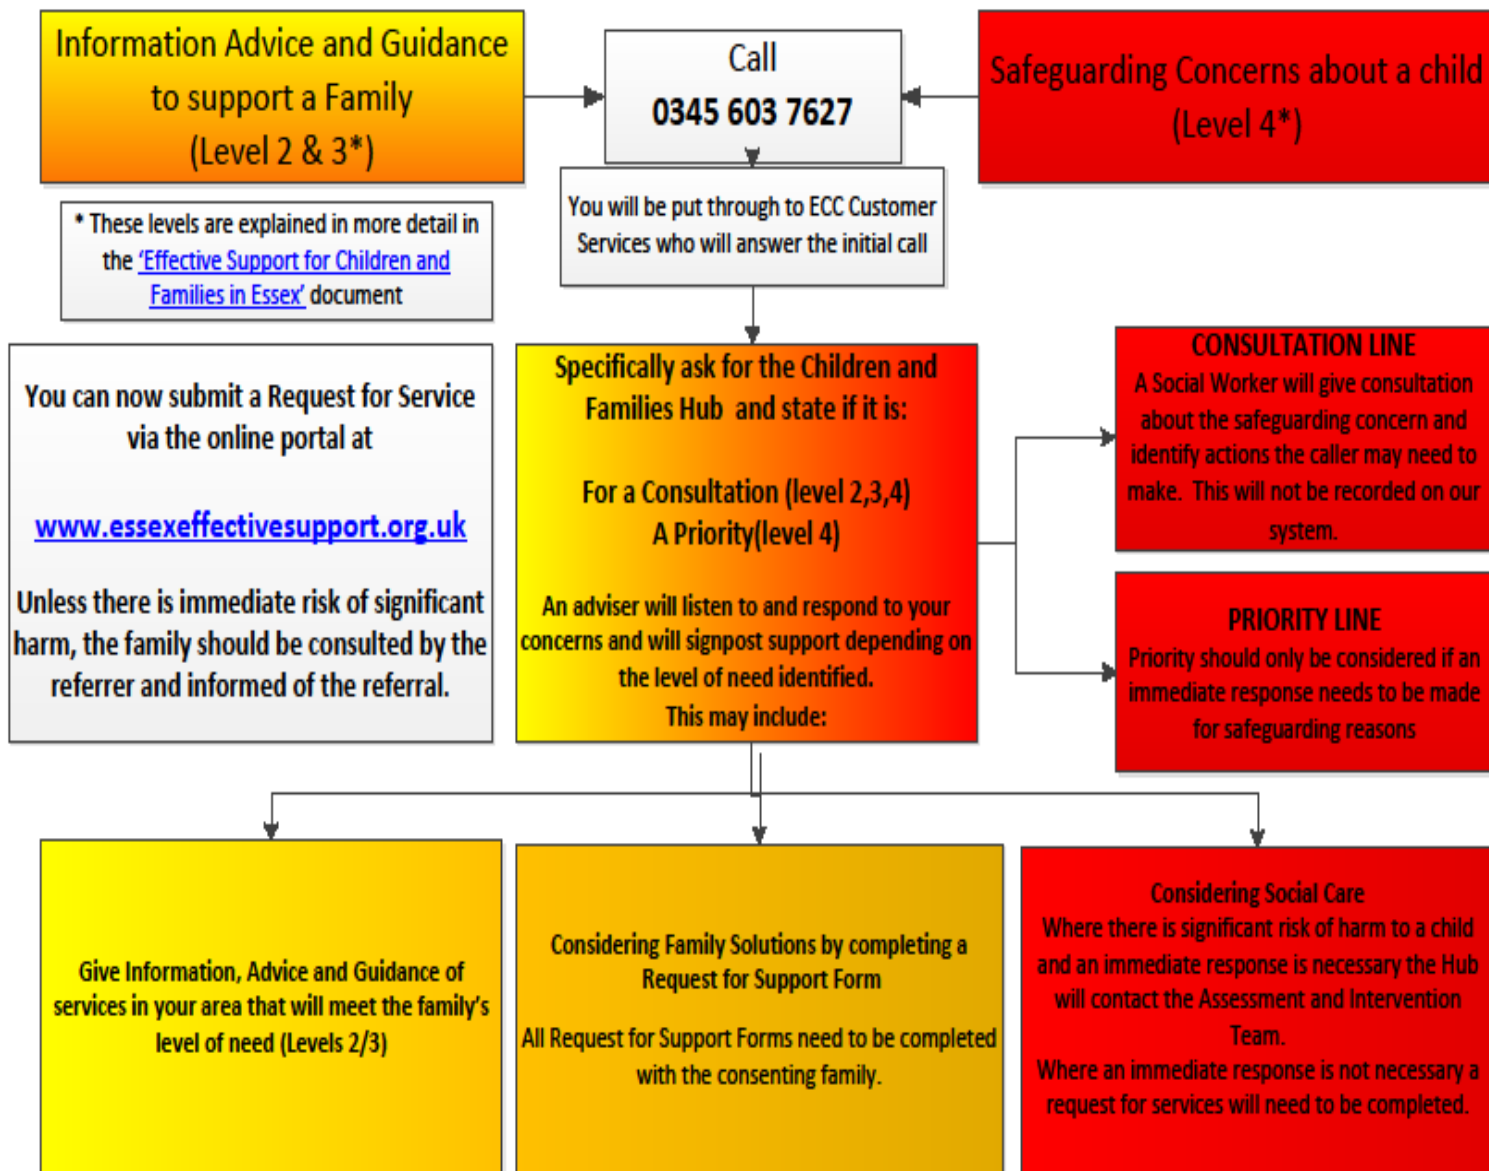 Information Advice and Guidance
to support a Family
(Level 2 & 3*)
Call
0345 603 7627
Safeguarding Concerns about a child
(Level 4*)
* These levels are explained in more detail in
the ‘Effective Support for Children and
Families in Essex’ document
You will be put through to ECC Customer
Services who will answer the initial call
You can now submit a Request for Service
via the online portal at
www.essexeffectivesupport.org.uk
Unless there is immediate risk of significant
harm, the family should be consulted by the
referrer and informed of the referral.
Specifically ask for the Children and
Families Hub and state if it is:
For a Consultation (level 2,3,4)
A Priority(level 4)
An adviser will listen to and respond to your
concerns and will signpost support depending on
the level of need identified.
This may include:
CONSULTATION LINE
A Social Worker will give consultation
about the safeguarding concern and
identify actions the caller may need to
make. This will not be recorded on our
system.
PRIORITY LINE
Priority should only be considered if an
immediate response needs to be made
for safeguarding reasons
Give Information, Advice and Guidance of
services in your area that will meet the family’s
level of need (Levels 2/3)
Considering Family Solutions by completing a
Request for Support Form
All Request for Support Forms need to be completed
with the consenting family.
Considering Social Care
Where there is significant risk of harm to a child
and an immediate response is necessary the Hub
will contact the Assessment and Intervention
Team.
Where an immediate response is not necessary a
request for services will need to be completed.